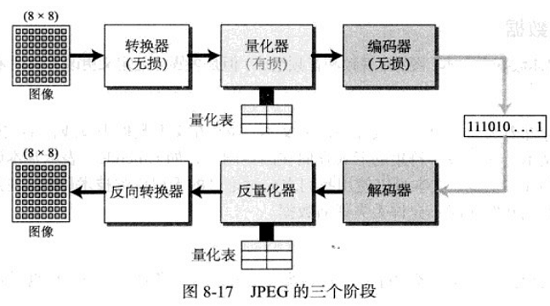 (8×8)
图像
转换器
(无损)
量化器
(有损)
编码器
(无损)
量化表
111010...1
(8×8)
图像
反向转换器
反量化器
解码器
量化表
图 8-17 JPEG 的三个阶段